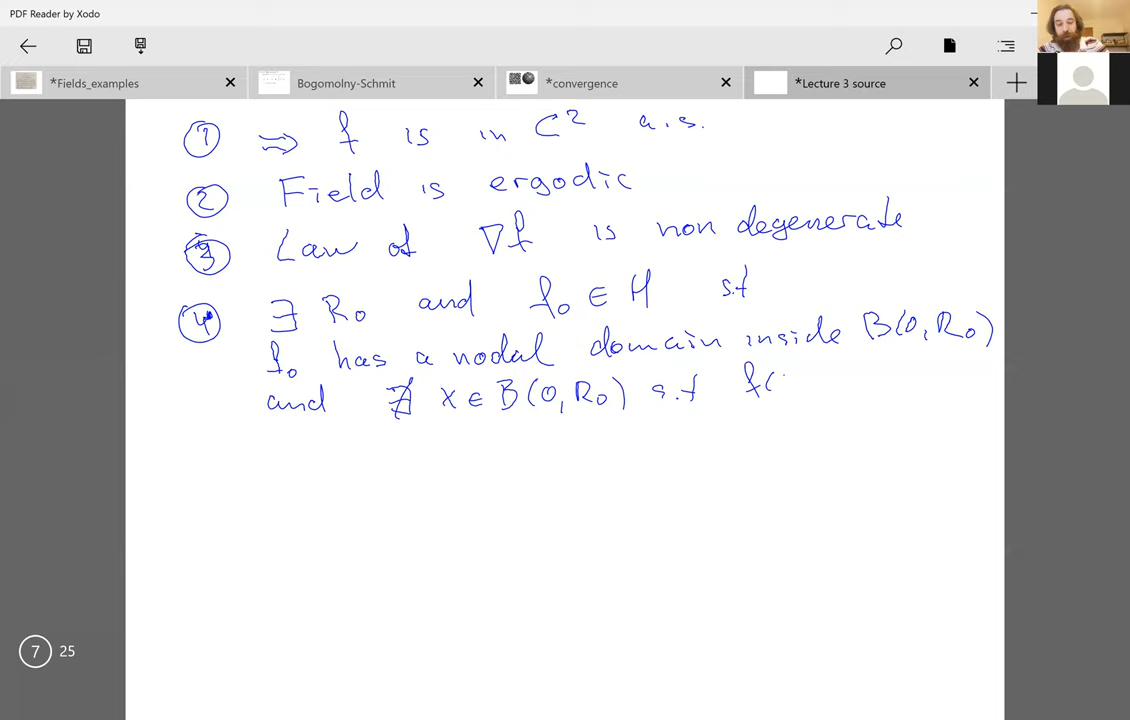 PDF Reader by Xodo
*Fields_examples
Bogomolny-Schmit
*convergence
*Lecture 3 source
① ⇒ f is in C² a.s.
② Field is ergodic
③ Law of ∇f is non degenerate
④ ∃ R₀ and f₀ ∈ H s.t
f₀ has a nodal domain inside B(0, R₀)
and ∄ x ∈ B(0, R₀) s.t f(
7 25